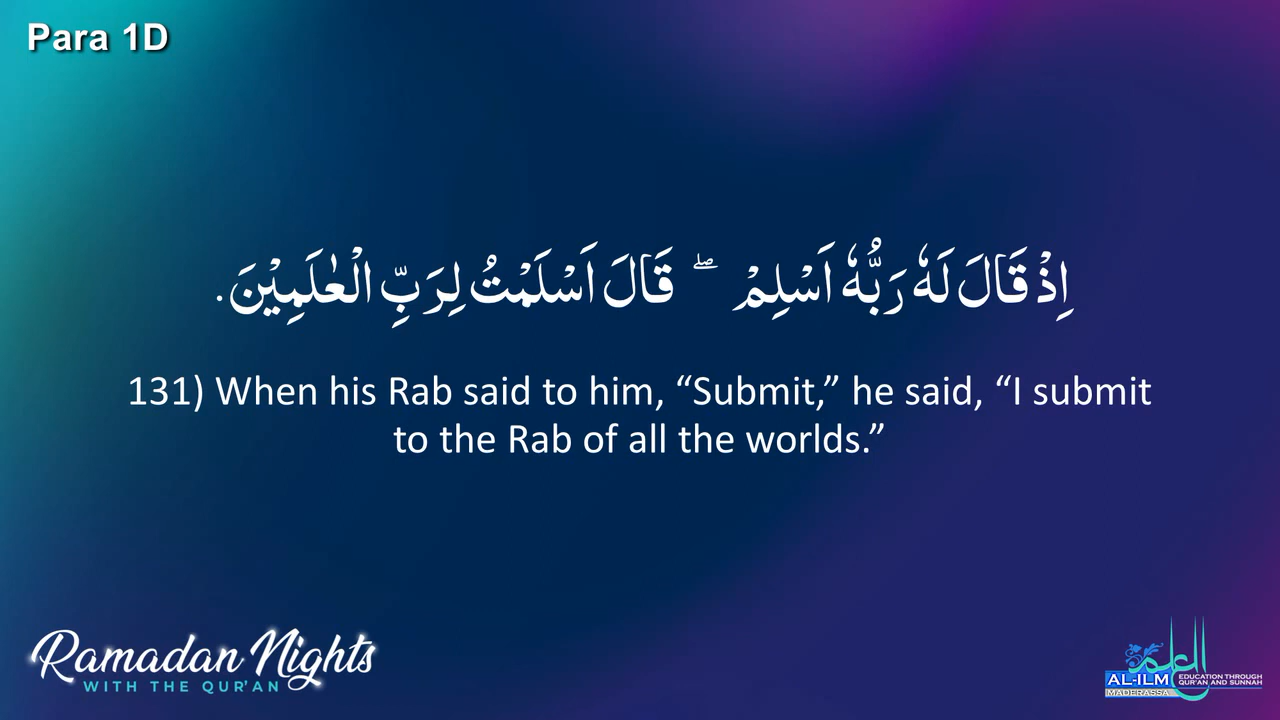 Para 1D
اِذْ قَالَ لَهٗ رَبُّهٗۤ اَسْلِمْ ۙ قَالَ اَسْلَمْتُ لِرَبِّ الْعٰلَمِيْنَ.
131) When his Rab said to him, “Submit,” he said, “I submit
to the Rab of all the worlds.”
Ramadan Nights
WITH THE QUR'AN
العلم
AL-ILM
MADERASSA
EDUCATION THROUGH
QUR'AN AND SUNNAH